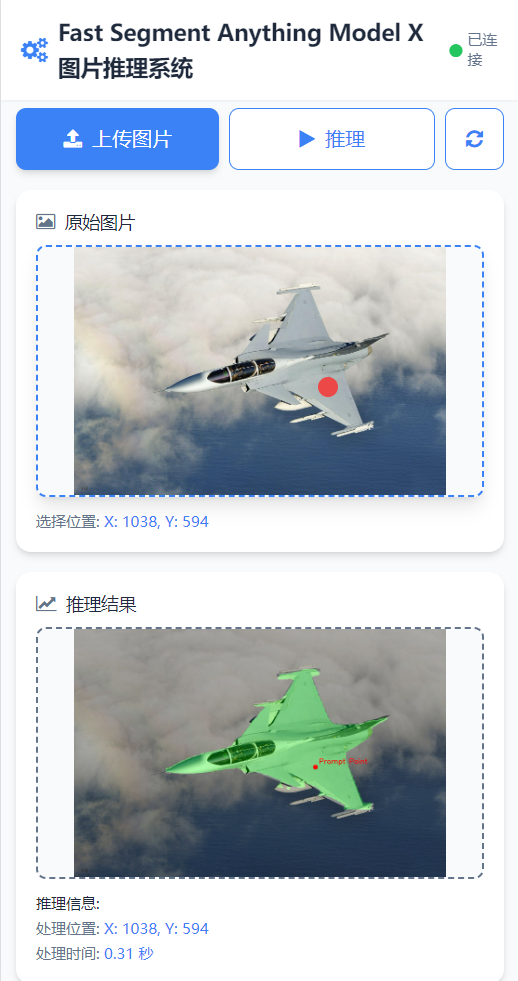 Fast Segment Anything Model X
图片推理系统
已连
接
上传图片
推理
原始图片
选择位置: X: 1038, Y: 594
推理结果
Prompt Point
推理信息:
处理位置: X: 1038, Y: 594
处理时间: 0.31 秒